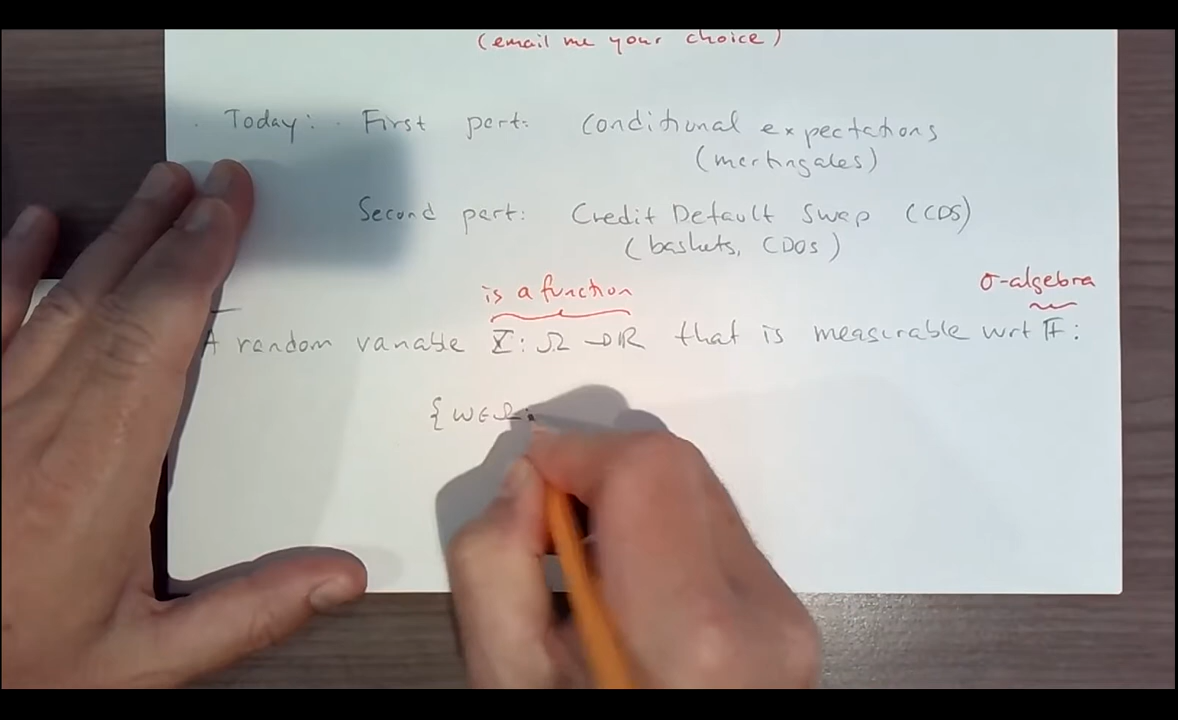 (email me your choice)
Today: First part: Conditional expectations
(martingales)
Second part: Credit Default Swap (CDS)
(baskets, CDOs)
is a function
σ-algebra
A random variable X: Ω → ℝ that is measurable wrt 𝔽:
{ω∈Ω: